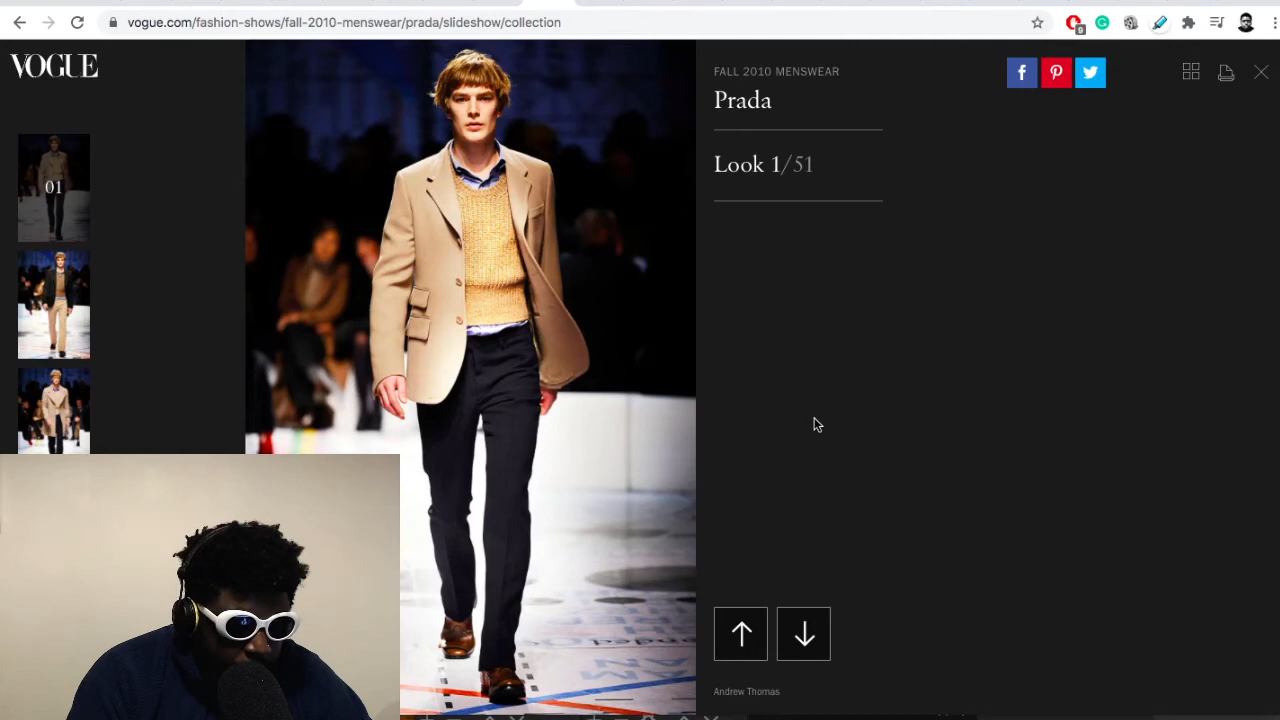 vogue.com/fashion-shows/fall-2010-menswear/prada/slideshow/collection
9
VOGUE
01
FALL 2010 MENSWEAR
Prada
Look 1/51
Andrew Thomas